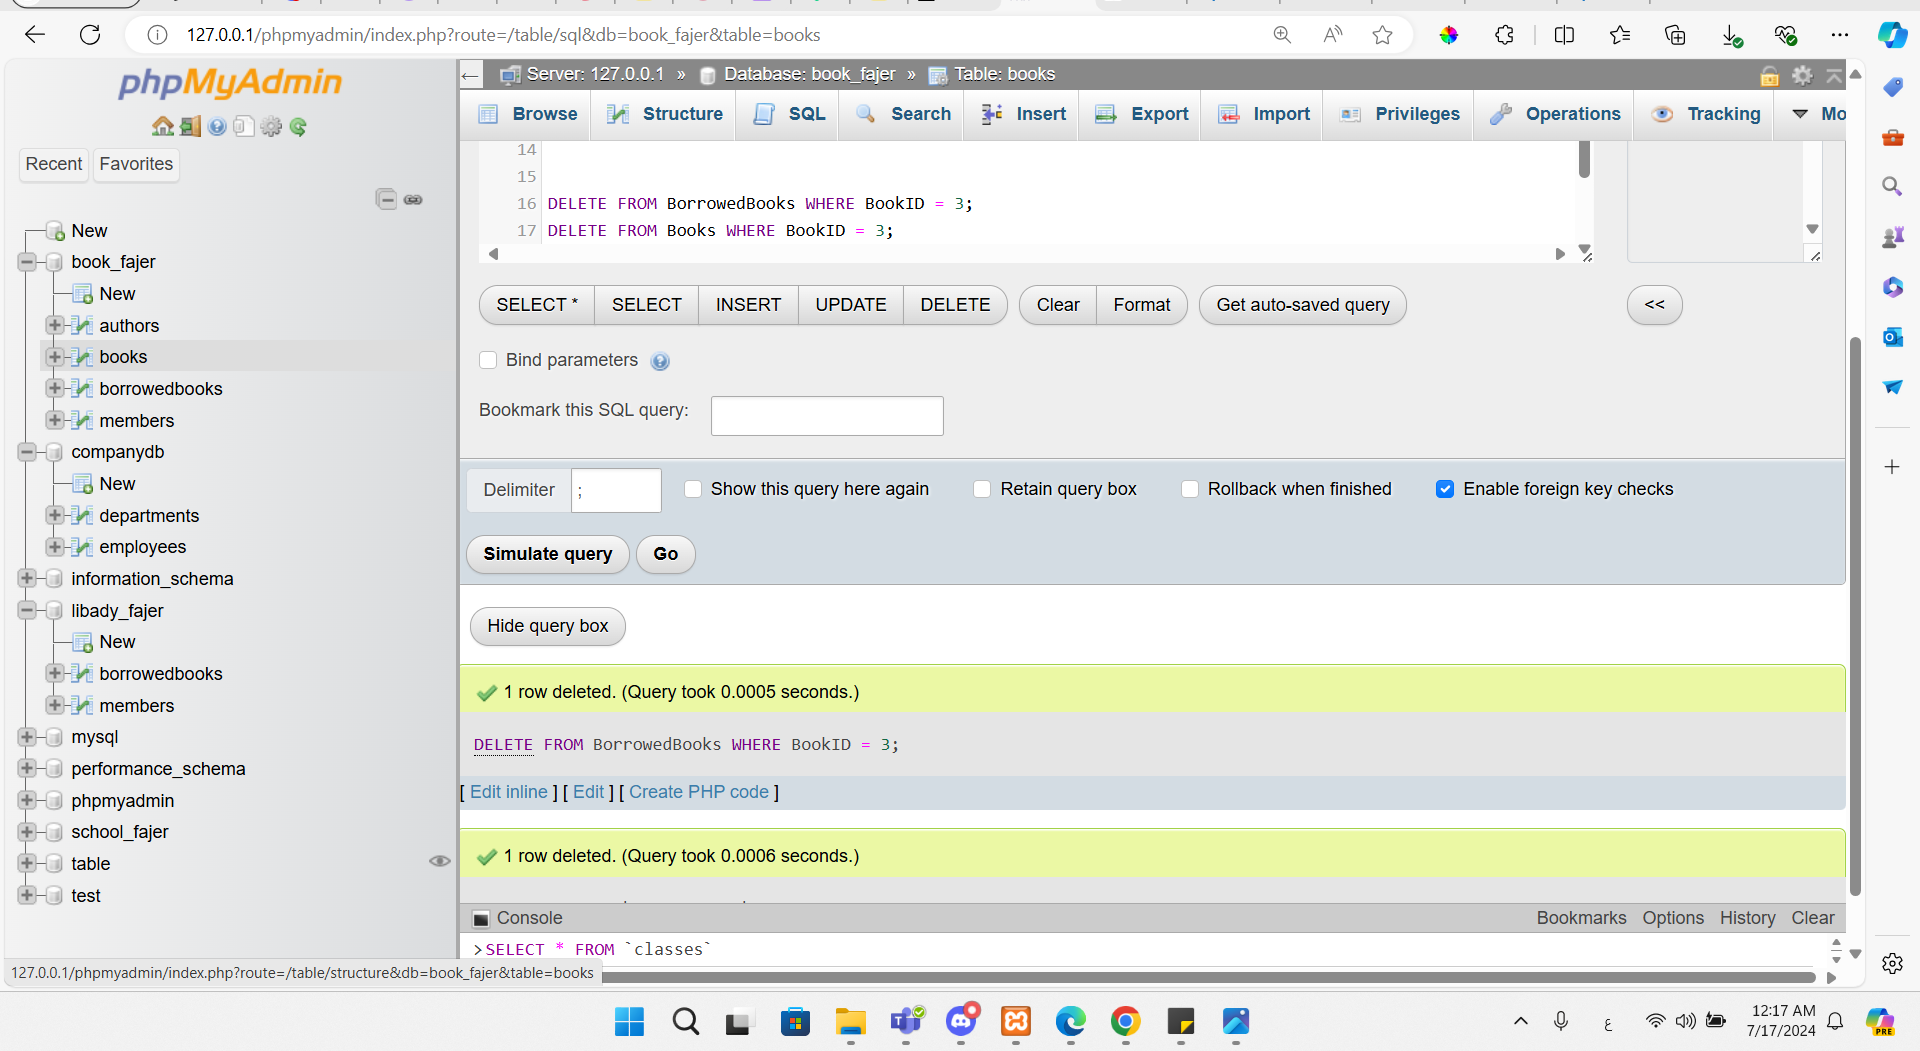 127.0.0.1/phpmyadmin/index.php?route=/table/sql&db=book_fajer&table=books
phpMyAdmin
Recent
Favorites
New
book_fajer
New
authors
books
borrowedbooks
members
companydb
New
departments
employees
information_schema
libady_fajer
New
borrowedbooks
members
mysql
performance_schema
phpmyadmin
school_fajer
table
test
Server: 127.0.0.1 » Database: book_fajer » Table: books
Browse Structure SQL Search Insert Export Import Privileges Operations Tracking Mo
14
15
16 DELETE FROM BorrowedBooks WHERE BookID = 3;
17 DELETE FROM Books WHERE BookID = 3;
SELECT * SELECT INSERT UPDATE DELETE Clear Format Get auto-saved query <<
Bind parameters
Bookmark this SQL query:
Delimiter ; Show this query here again Retain query box Rollback when finished Enable foreign key checks
Simulate query Go
Hide query box
1 row deleted. (Query took 0.0005 seconds.)
DELETE FROM BorrowedBooks WHERE BookID = 3;
[ Edit inline ] [ Edit ] [ Create PHP code ]
1 row deleted. (Query took 0.0006 seconds.)
Console Bookmarks Options History Clear
>SELECT * FROM `classes`
127.0.0.1/phpmyadmin/index.php?route=/table/structure&db=book_fajer&table=books
ع
12:17 AM
7/17/2024
PRE